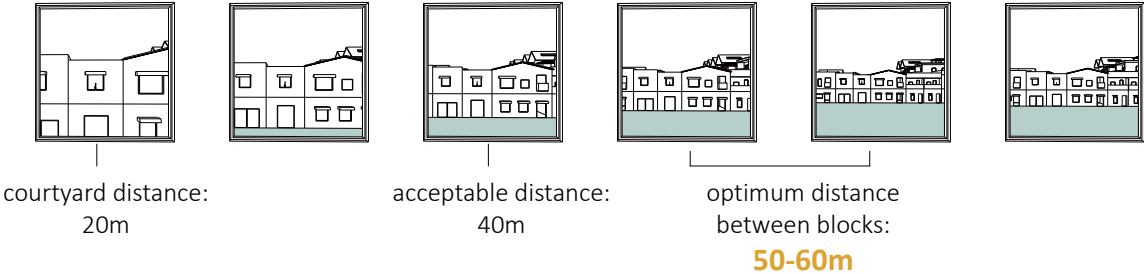 courtyard distance:
20m
acceptable distance:
40m
optimum distance
between blocks:
50-60m